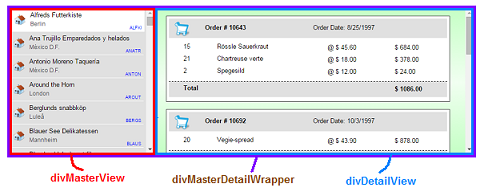 Alfreds Futterkiste
Berlin
ALFKI
Ana Trujillo Emparedados y helados
México D.F.
ANATR
Antonio Moreno Taquería
México D.F.
ANTON
Around the Horn
London
AROUT
Berglunds snabbköp
Luleå
BERGS
Blauer See Delikatessen
Mannheim
BLAUS
Order # 10643 Order Date: 8/25/1997
15 Rössle Sauerkraut @ $ 45.60 $ 684.00
21 Chartreuse verte @ $ 18.00 $ 378.00
2 Spegesild @ $ 12.00 $ 24.00
Total $ 1086.00
Order # 10692 Order Date: 10/3/1997
20 Vegie-spread @ $ 43.90 $ 878.00
divMasterView
divMasterDetailWrapper
divDetailView